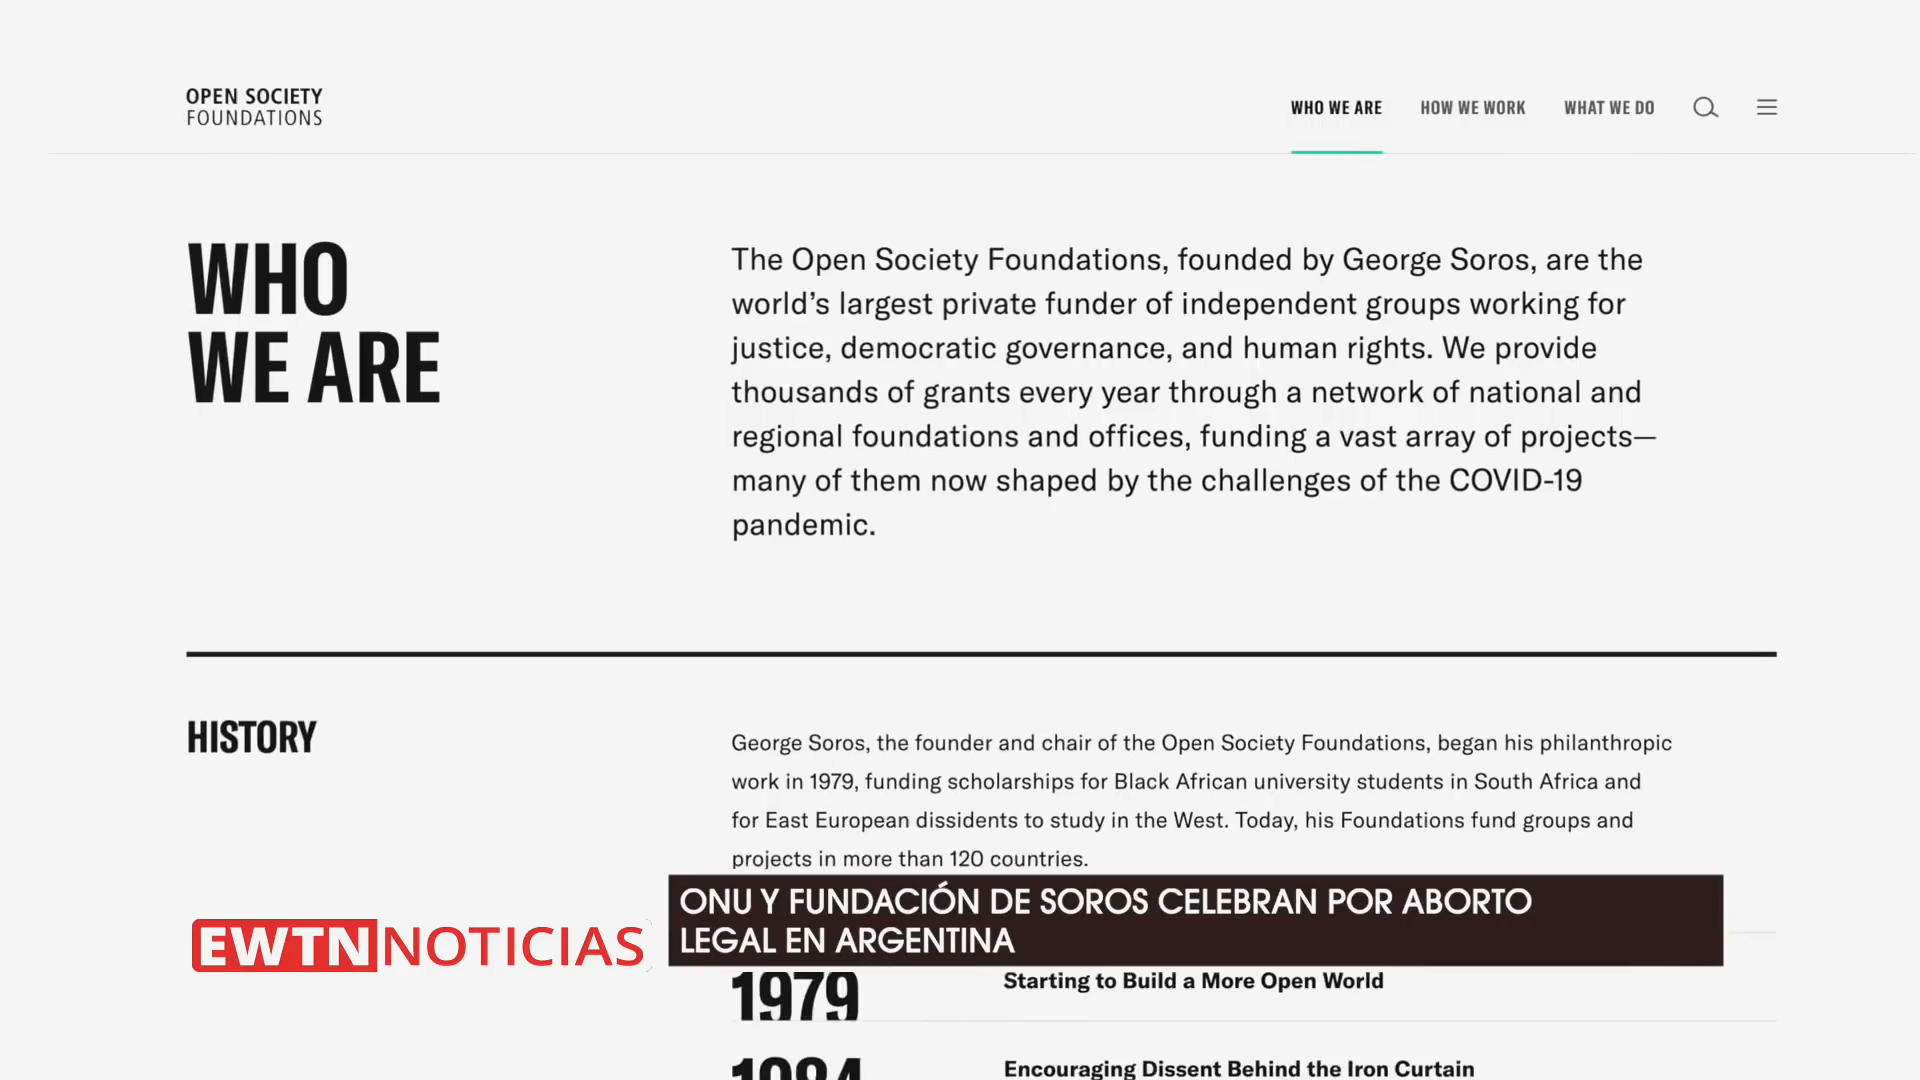 OPEN SOCIETY
FOUNDATIONS
WHO WE ARE
HOW WE WORK
WHAT WE DO
WHO
WE ARE
The Open Society Foundations, founded by George Soros, are the
world’s largest private funder of independent groups working for
justice, democratic governance, and human rights. We provide
thousands of grants every year through a network of national and
regional foundations and offices, funding a vast array of projects—
many of them now shaped by the challenges of the COVID-19
pandemic.
HISTORY
George Soros, the founder and chair of the Open Society Foundations, began his philanthropic
work in 1979, funding scholarships for Black African university students in South Africa and
for East European dissidents to study in the West. Today, his Foundations fund groups and
projects in more than 120 countries.
EWTN NOTICIAS
ONU Y FUNDACIÓN DE SOROS CELEBRAN POR ABORTO
LEGAL EN ARGENTINA
1979
Starting to Build a More Open World
1984
Encouraging Dissent Behind the Iron Curtain